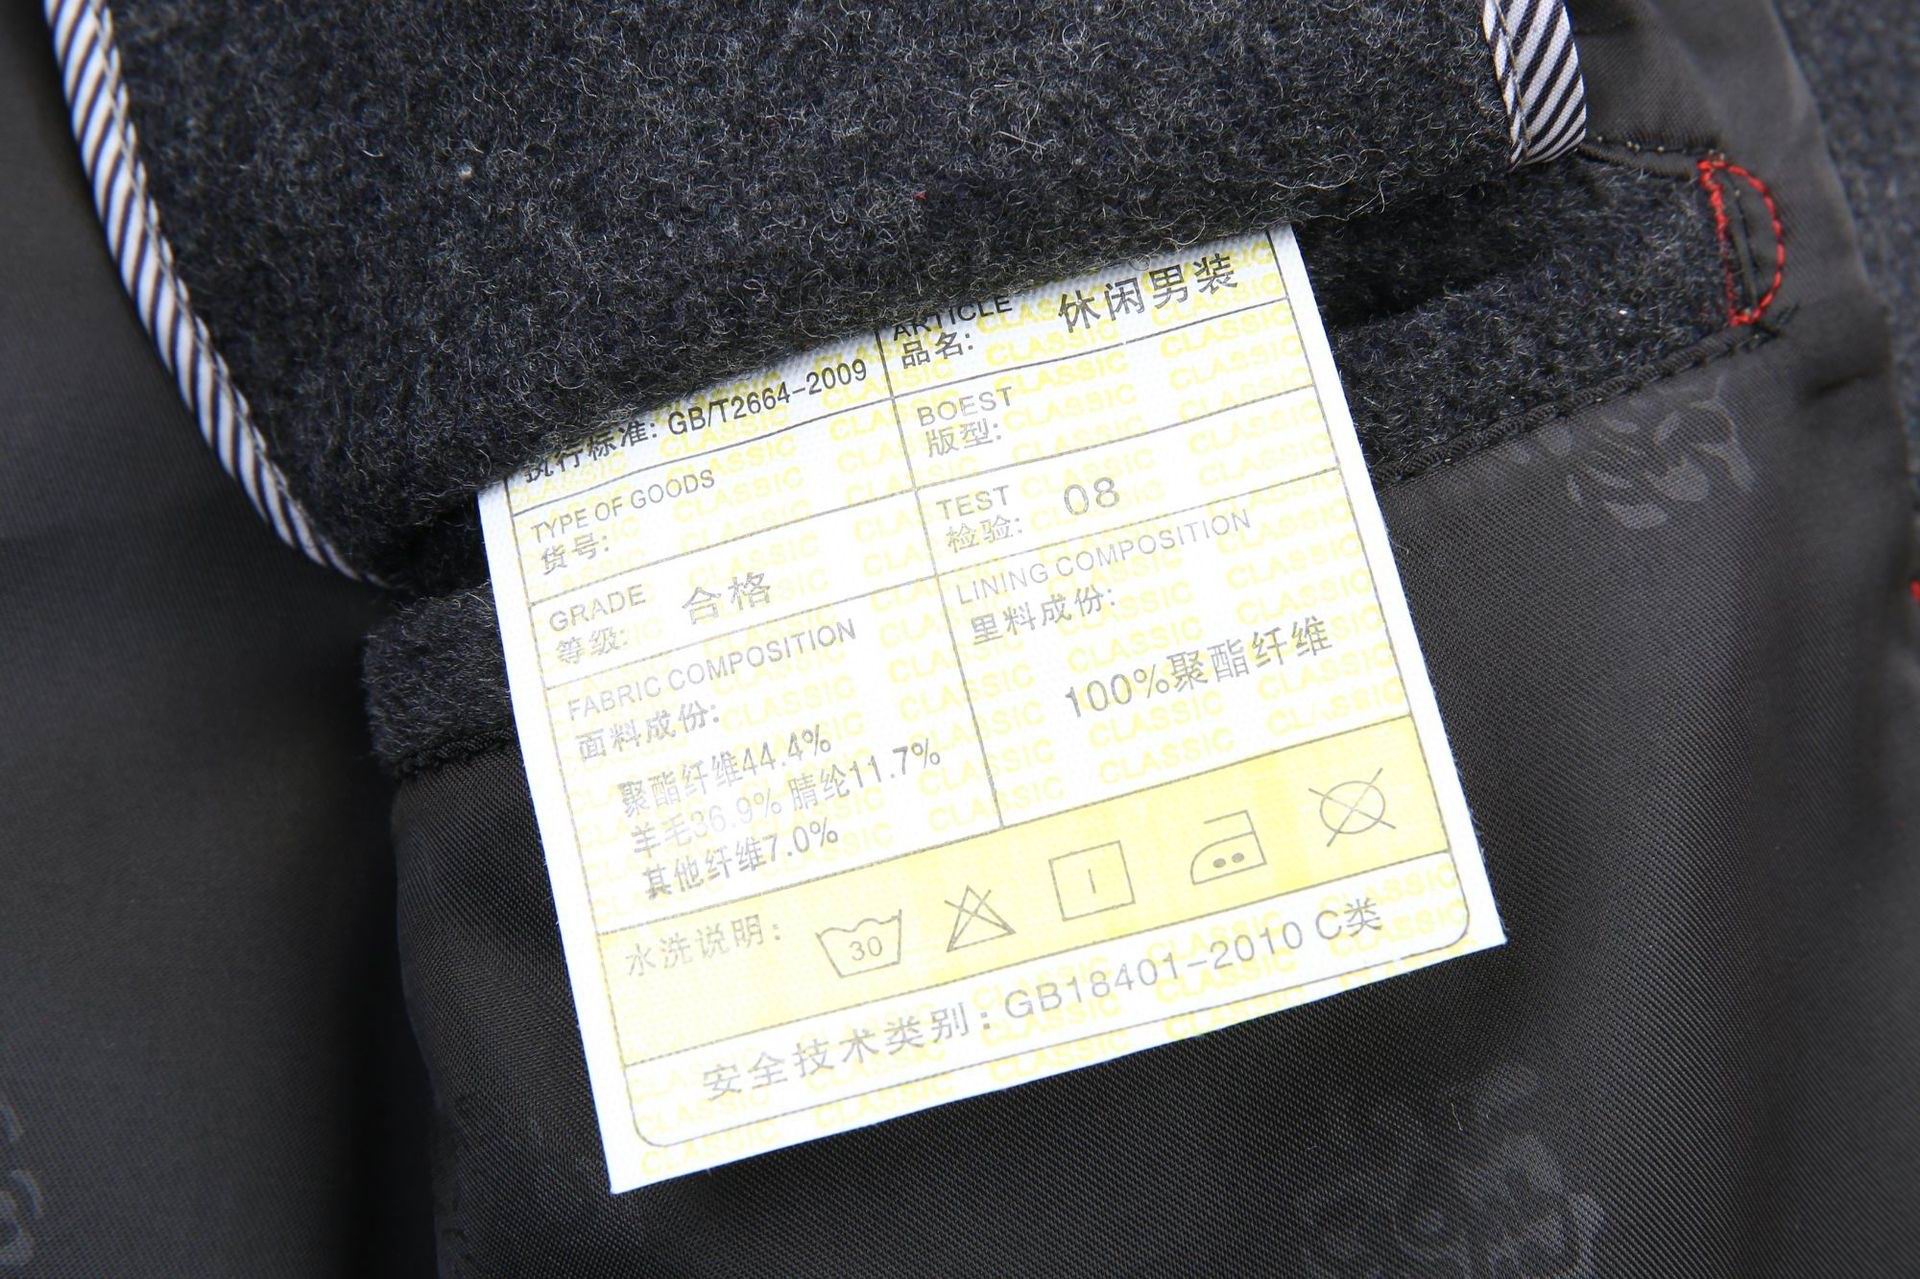 执行标准: GB/T2664-2009
ARTICLE
品名: 休闲男装
TYPE OF GOODS
货号:
BOEST
版型:
GRADE
等级: 合格
TEST
检验: 08
FABRIC COMPOSITION
面料成份:
聚酯纤维44.4%
羊毛36.9% 腈纶11.7%
其他纤维7.0%
LINING COMPOSITION
里料成份:
100%聚酯纤维
水洗说明: 30
安全技术类别: GB18401-2010 C类
CLASSIC